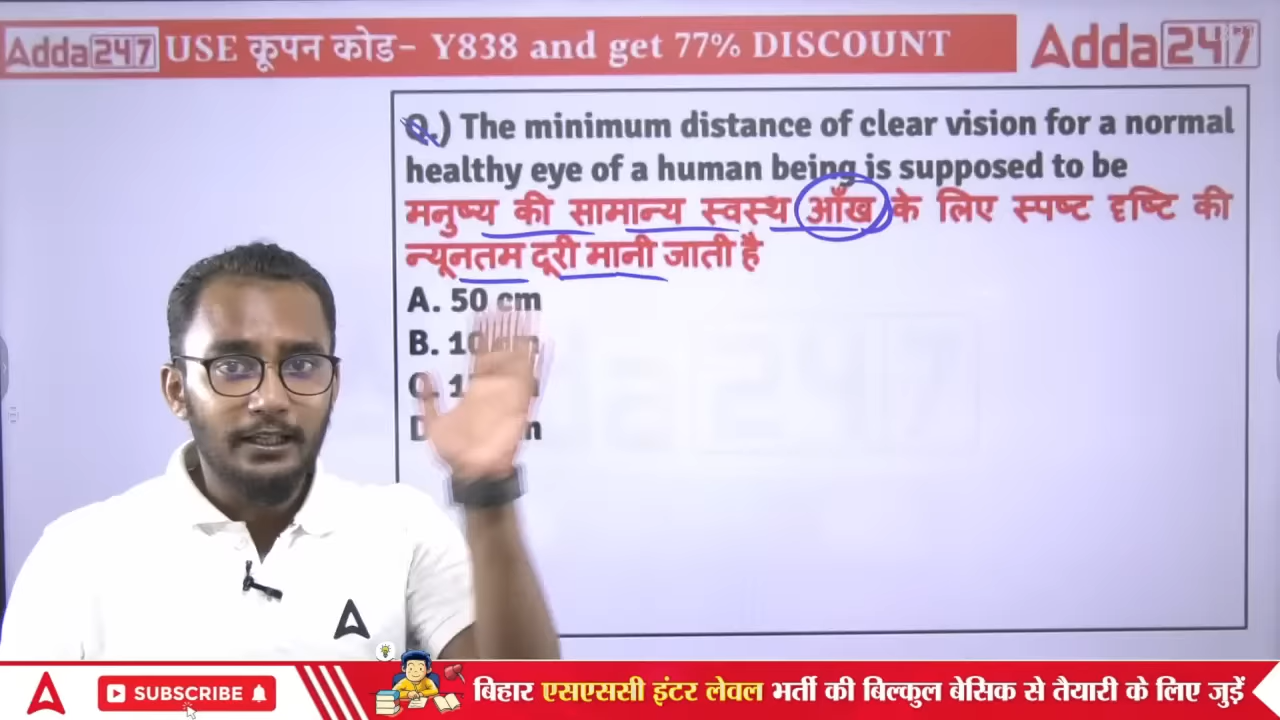 Adda247 USE कूपन कोड- Y838 and get 77% DISCOUNT Adda247
Q.) The minimum distance of clear vision for a normal
healthy eye of a human being is supposed to be
मनुष्य की सामान्य स्वस्थ आँख के लिए स्पष्ट दृष्टि की
न्यूनतम दूरी मानी जाती है
A. 50 cm
B.
C.
D.
SUBSCRIBE
बिहार एसएससी इंटर लेवल भर्ती की बिल्कुल बेसिक से तैयारी के लिए जुड़ें